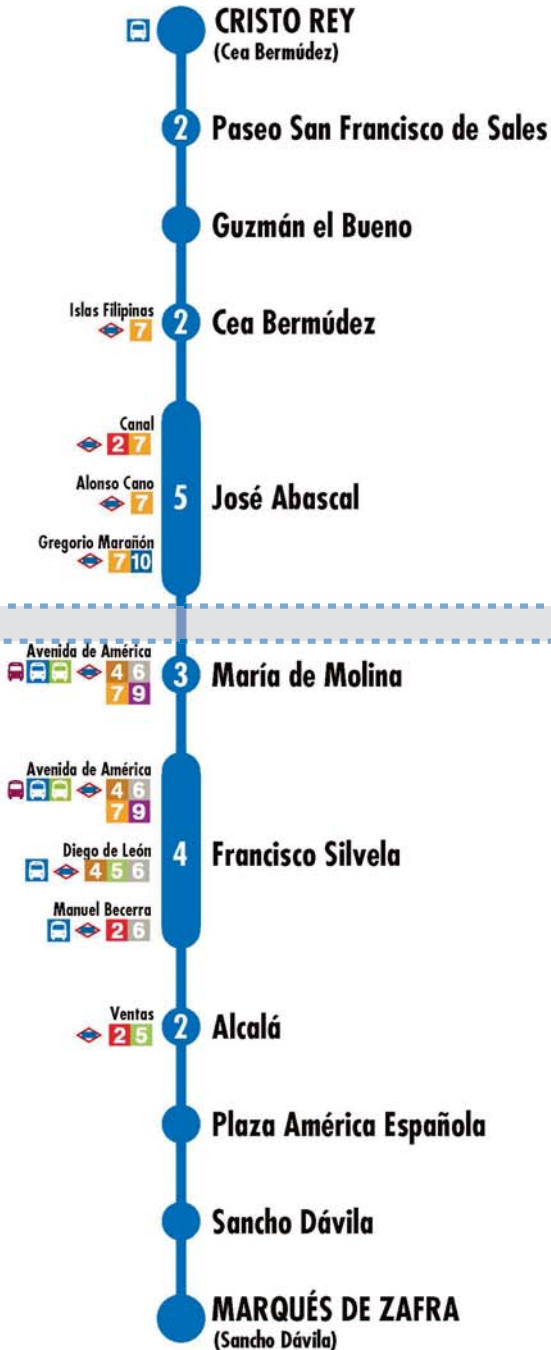 CRISTO REY
(Cea Bermúdez)
2 Paseo San Francisco de Sales
Guzmán el Bueno
Islas Filipinas
7
2 Cea Bermúdez
Canal
2 7
Alonso Cano
7
5 José Abascal
Gregorio Marañón
7 10
Avenida de América
4 6
7 9
3 María de Molina
Avenida de América
4 6
7 9
Diego de León
4 5 6
4 Francisco Silvela
Manuel Becerra
2 6
Ventas
2 5
2 Alcalá
Plaza América Española
Sancho Dávila
MARQUÉS DE ZAFRA
(Sancho Dávila)